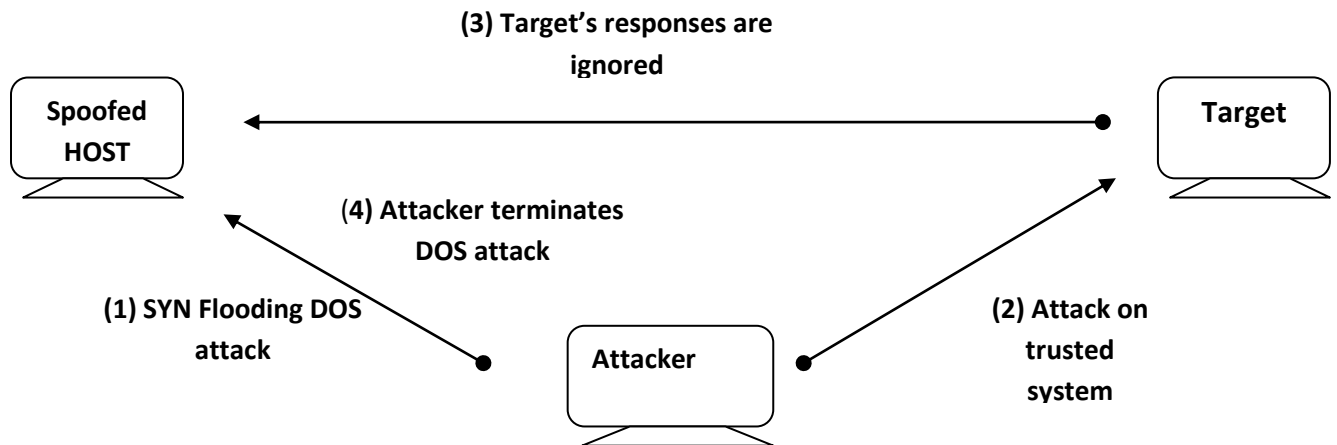 (3) Target’s responses are
ignored
Spoofed
HOST
Target
(4) Attacker terminates
DOS attack
(1) SYN Flooding DOS
attack
(2) Attack on
trusted
system
Attacker